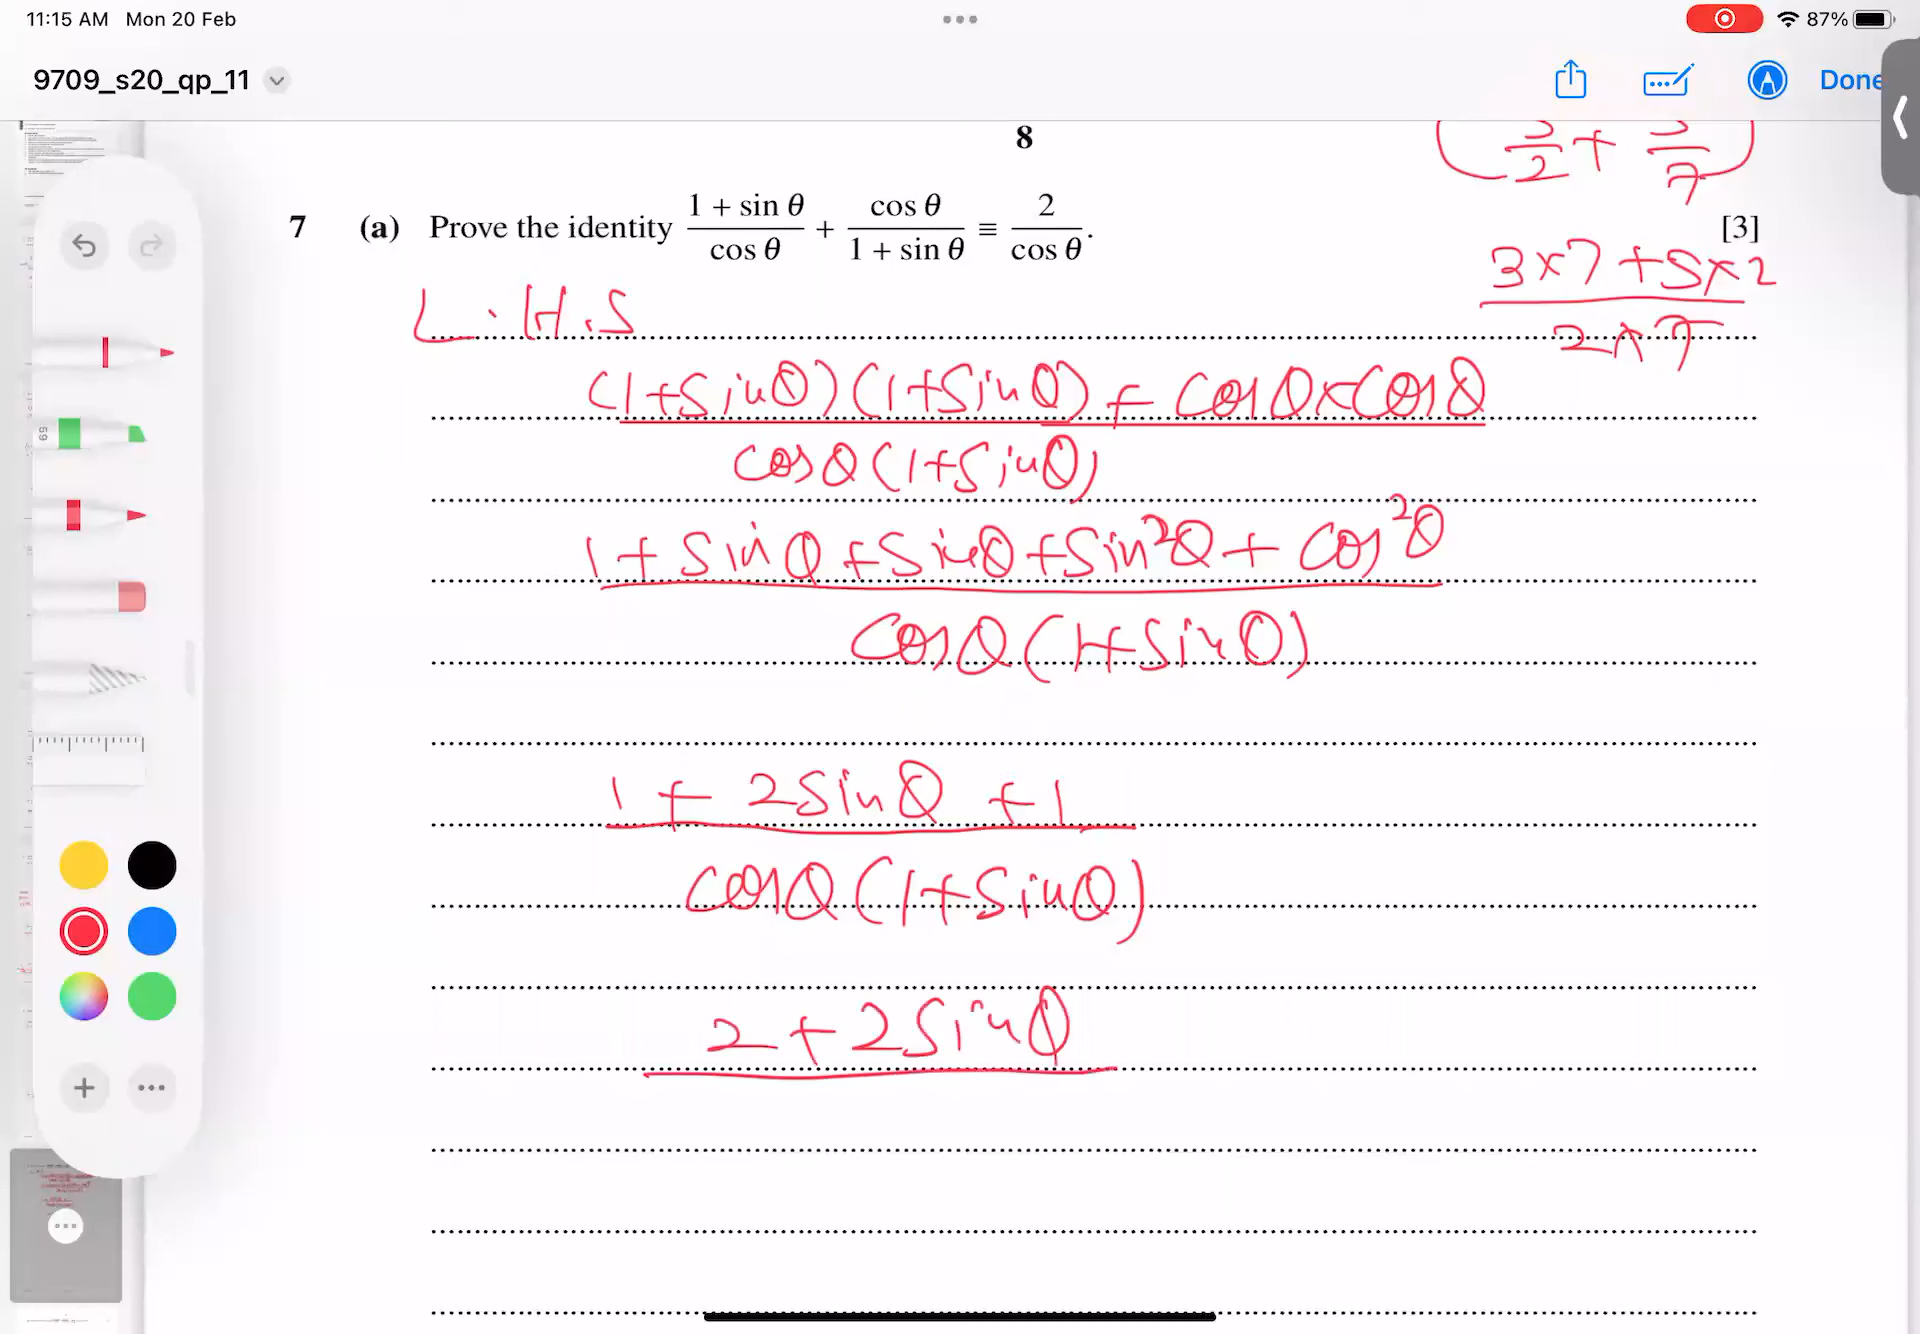 11:15 AM Mon 20 Feb
87%
9709_s20_qp_11
Done
8
3/2 + 5/7
7 (a) Prove the identity (1 + sin θ)/(cos θ) + (cos θ)/(1 + sin θ) ≡ 2/(cos θ). [3]
(3×7+5×2)/(2×7)
L.H.S
(1+sinθ)(1+sinθ) + cosθ×cosθ
cosθ(1+sinθ)
1 + sinθ + sinθ + sin²θ + cos²θ
cosθ(1+sinθ)
1 + 2sinθ + 1
cosθ(1+sinθ)
2 + 2sinθ